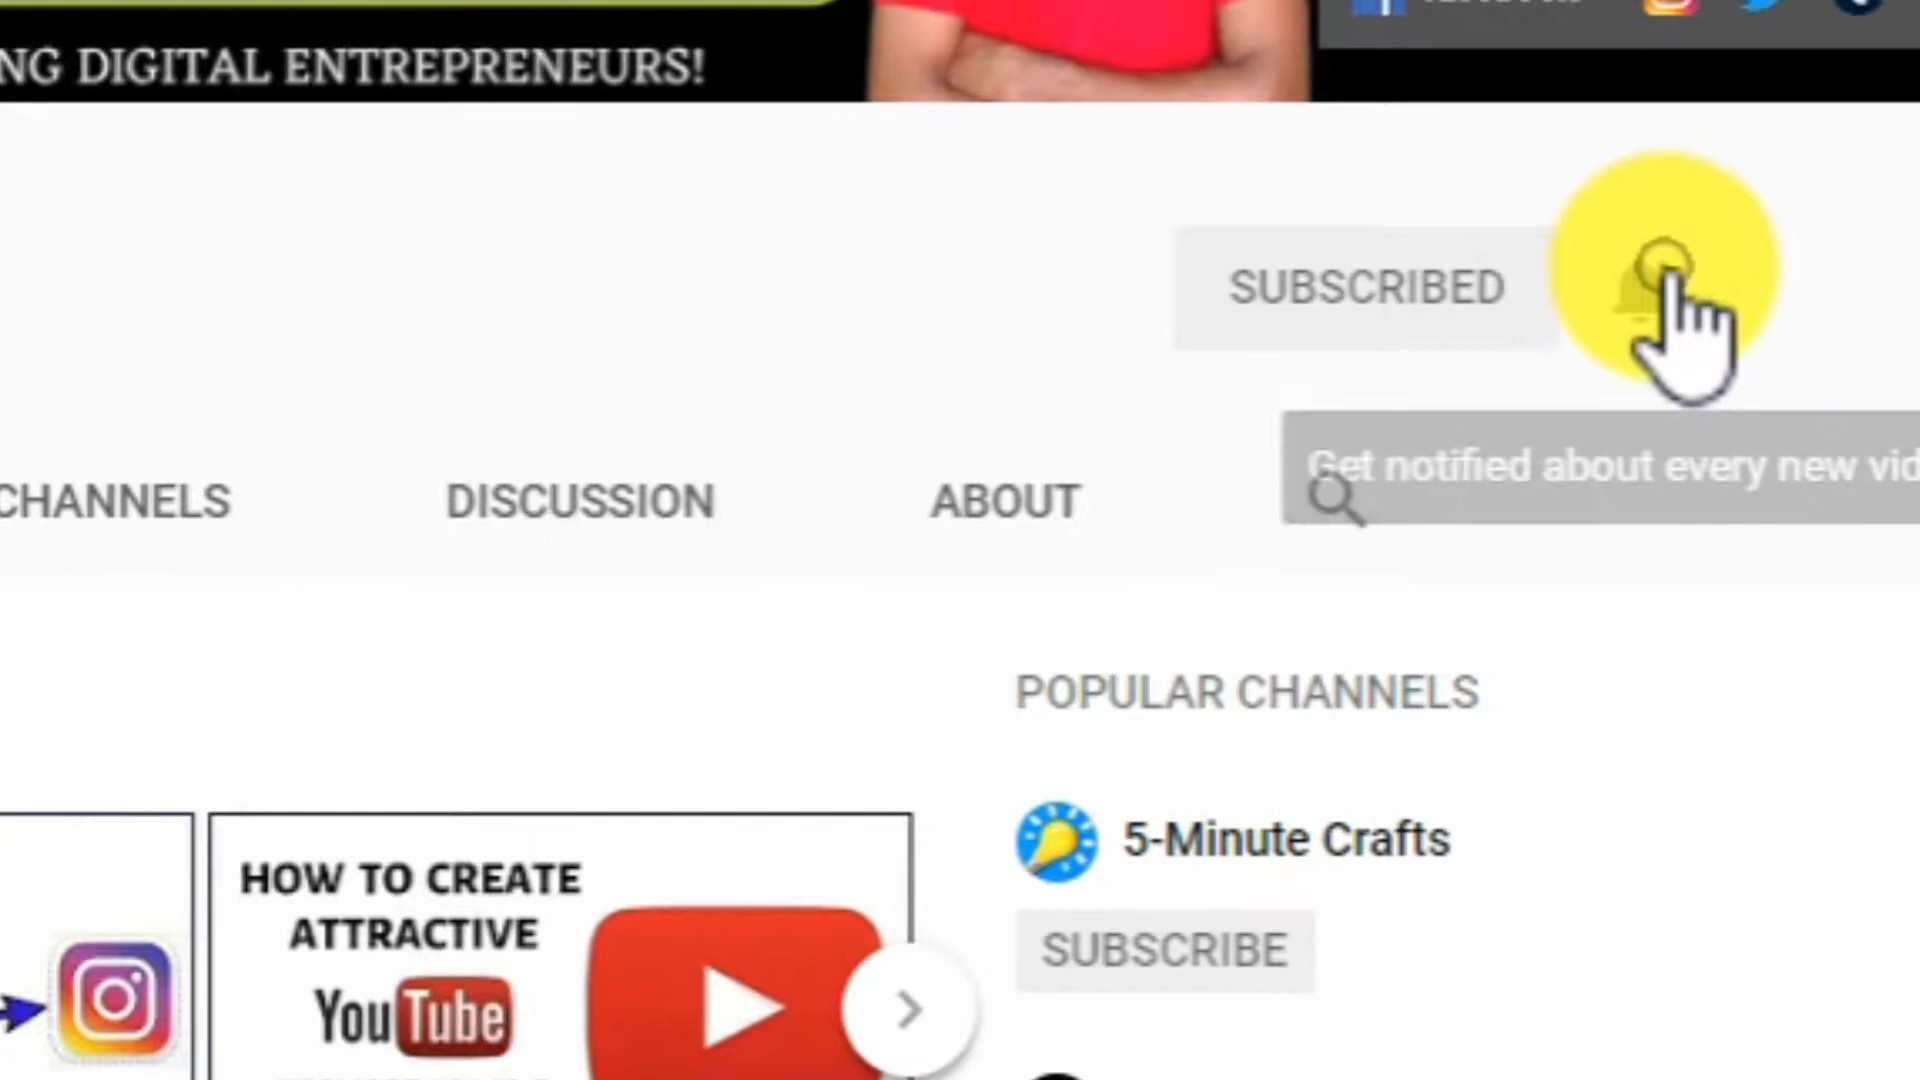 NG DIGITAL ENTREPRENEURS!
SUBSCRIBED
Get notified about every new vid
CHANNELS
DISCUSSION
ABOUT
POPULAR CHANNELS
5-Minute Crafts
SUBSCRIBE
HOW TO CREATE
ATTRACTIVE
YouTube